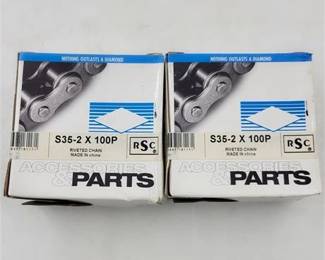 NOTHING OUTLASTS A DIAMOND
S35-2 X 100P
RSC
RIVETED CHAIN
MADE IN china
ACCESSORIES
& PARTS
NOTHING OUTLASTS A DIAMOND
S35-2 X 100P
RSC
RIVETED CHAIN
MADE IN china
ACCESSORIES
& PARTS